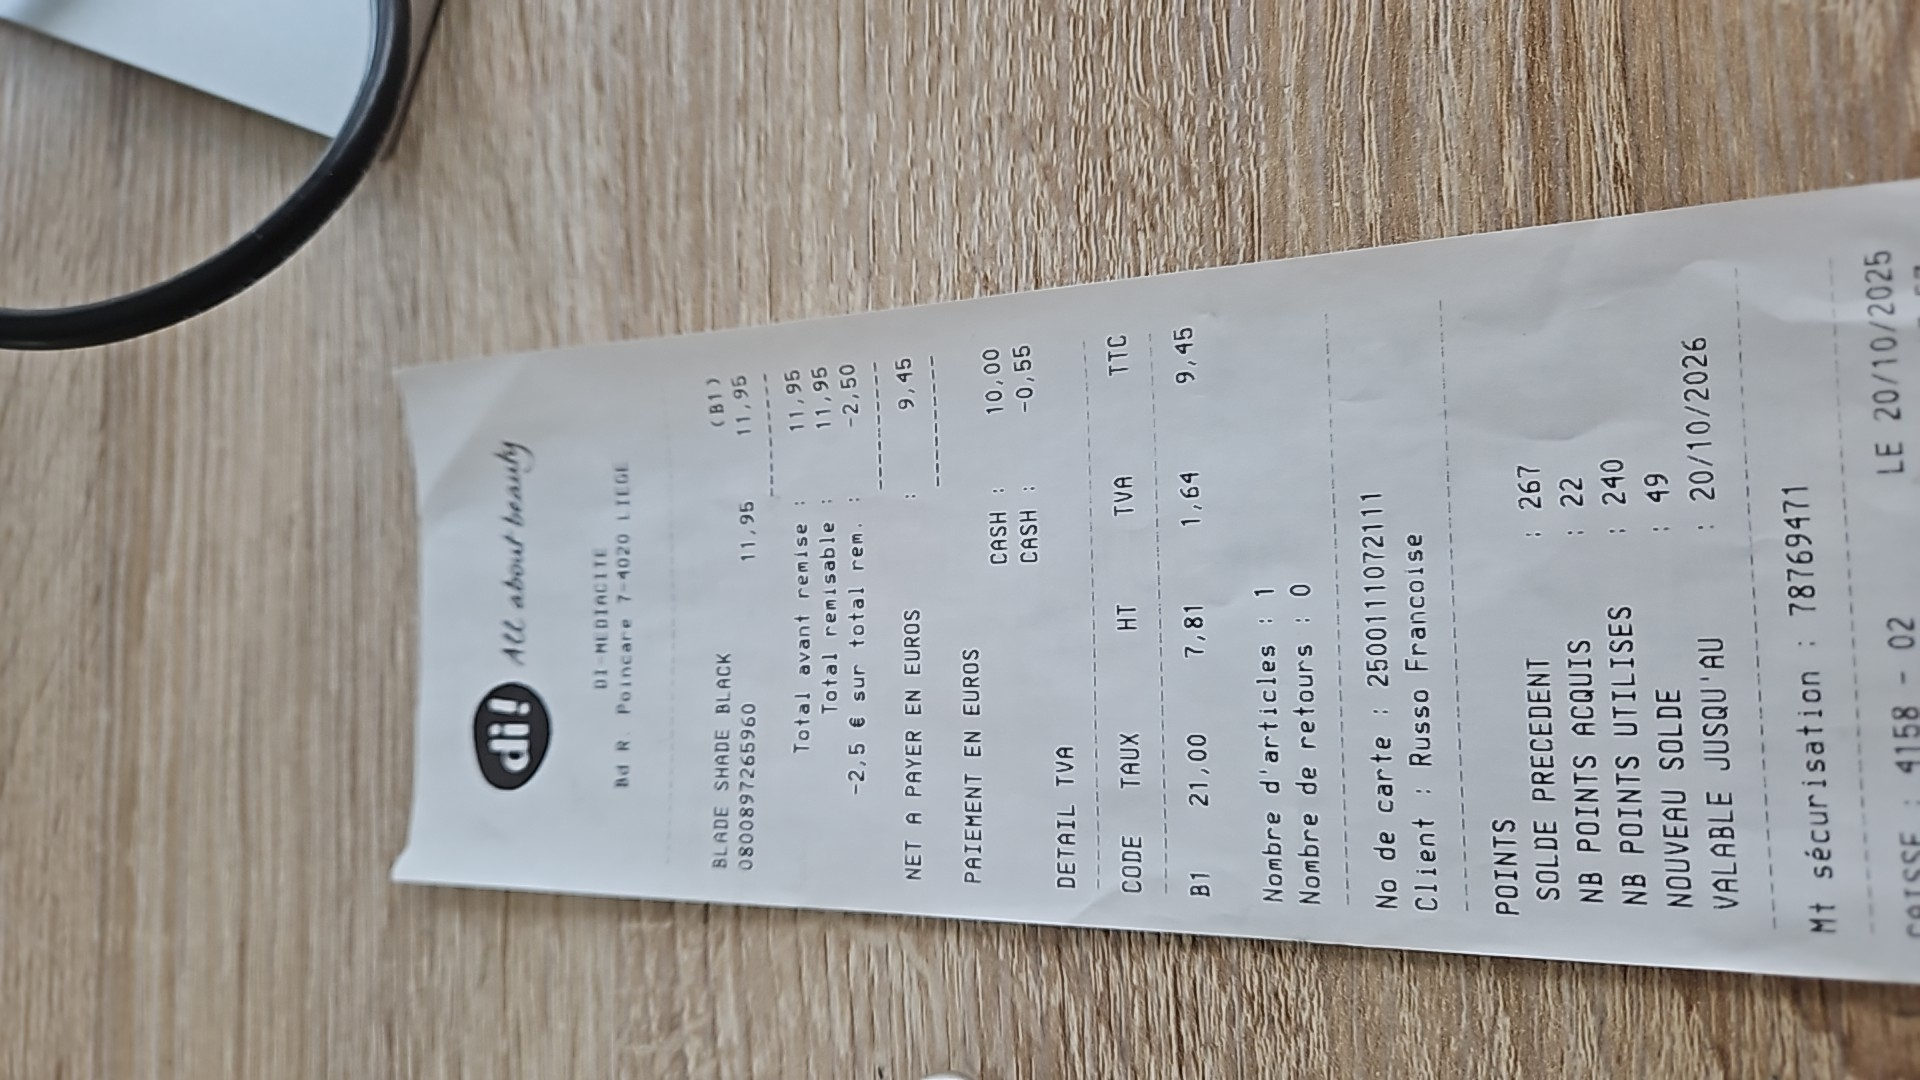 di! All about beauty
DI-MEDIACITE
Bd R. Poincare 7-4020 LIEGE
(B1)
BLADE SHADE BLACK
0800897265960 11,95 11,95
Total avant remise : 11,95
Total remisable : 11,95
-2,5 € sur total rem. : -2,50
NET A PAYER EN EUROS : 9,45
PAIEMENT EN EUROS
CASH : 10,00
CASH : -0,55
DETAIL TVA
CODE TAUX HT TVA TTC
B1 21,00 7,81 1,64 9,45
Nombre d'articles : 1
Nombre de retours : 0
No de carte : 2500111072111
Client : Russo Francoise
POINTS
SOLDE PRECEDENT : 267
NB POINTS ACQUIS : 22
NB POINTS UTILISES : 240
NOUVEAU SOLDE : 49
VALABLE JUSQU'AU : 20/10/2026
Mt sécurisation : 78769471
CAISSE : 4158 - 02 LE 20/10/2025